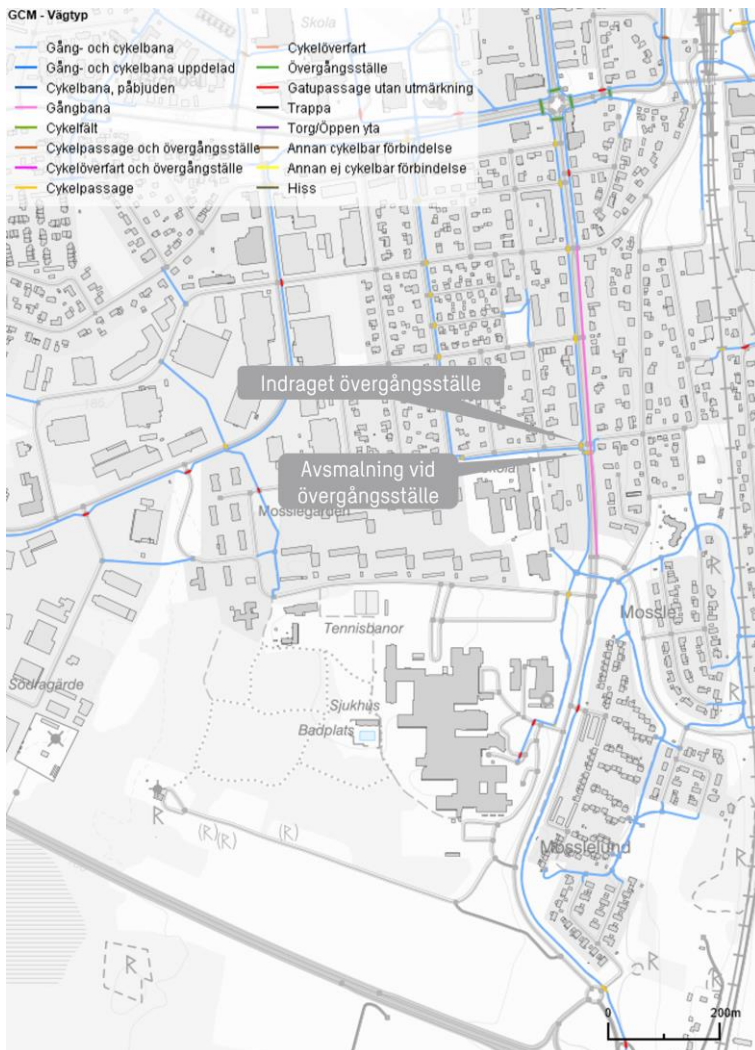 GCM - Vägtyp
Gång- och cykelbana
Gång- och cykelbana uppdelad
Cykelbana, påbjuden
Gångbana
Cykelfält
Cykelpassage och övergångsställe
Cykelöverfart och övergångsställe
Cykelpassage
Cykelöverfart
Övergångsställe
Gatupassage utan utmärkning
Trappa
Torg/Öppen yta
Annan cykelbar förbindelse
Annan ej cykelbar förbindelse
Hiss
Skola
Indraget övergångsställe
Avsmalning vid
övergångsställe
Skola
Mosslegården
Tennisbanor
Mossle
Södragärde
Sjukhus
Badplats
R
R
R
(R)
(R)
(R)
Mosslelund
R
R
R
0
200m